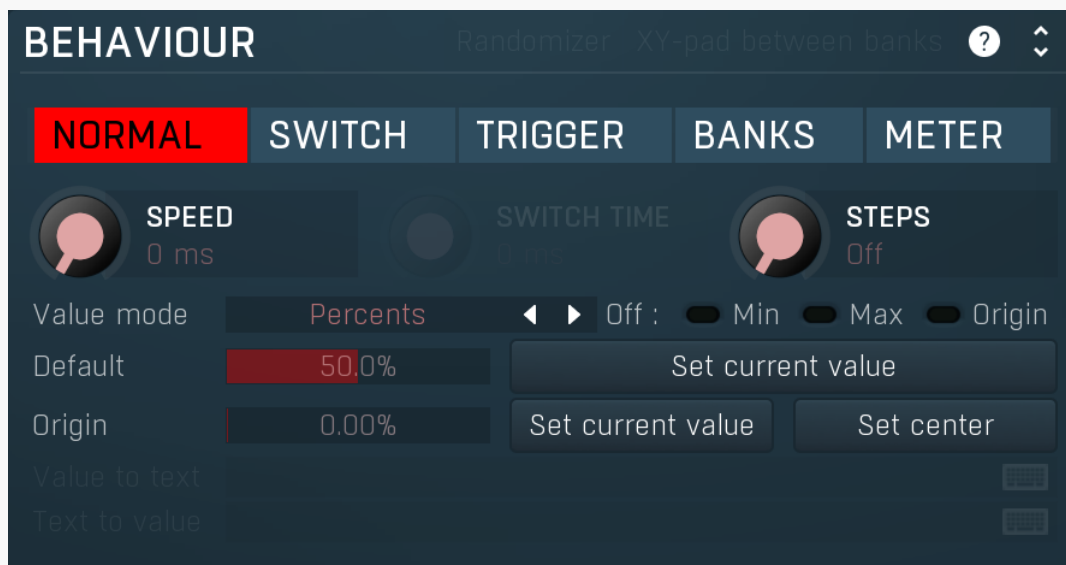 BEHAVIOUR Randomizer XY-pad between banks ?
NORMAL SWITCH TRIGGER BANKS METER
SPEED SWITCH TIME STEPS
0 ms 0 ms Off
Value mode Percents Off : Min Max Origin
Default 50.0% Set current value
Origin 0.00% Set current value Set center
Value to text
Text to value